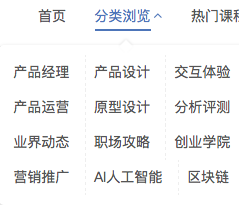 首页 分类浏览 热门课程
产品经理 产品设计 交互体验
产品运营 原型设计 分析评测
业界动态 职场攻略 创业学院
营销推广 AI人工智能 区块链